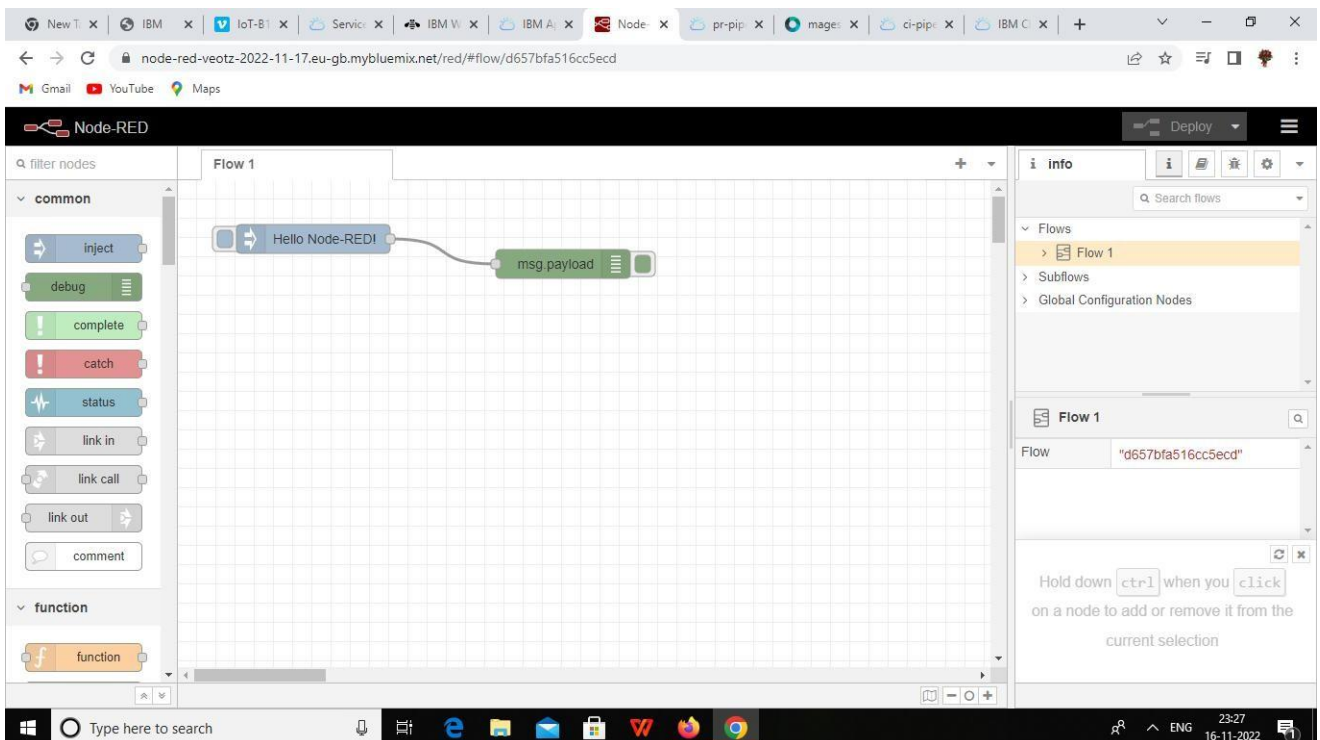 New T IBM IoT-B1 Service IBM W IBM A Node- pr-pip mage ci-pipe IBM C
node-red-veotz-2022-11-17.eu-gb.mybluemix.net/red/#flow/d657bfa516cc5ecd
Gmail YouTube Maps
Node-RED Deploy
filter nodes Flow 1 i info
common Search flows
Flows
inject Hello Node-RED! Flow 1
debug msg.payload Subflows
Global Configuration Nodes
complete
catch
status
Flow 1
link in Flow "d657bfa516cc5ecd"
link call
link out
comment
Hold down ctrl when you click
on a node to add or remove it from the
current selection
function
function
Type here to search ENG 23:27
16-11-2022